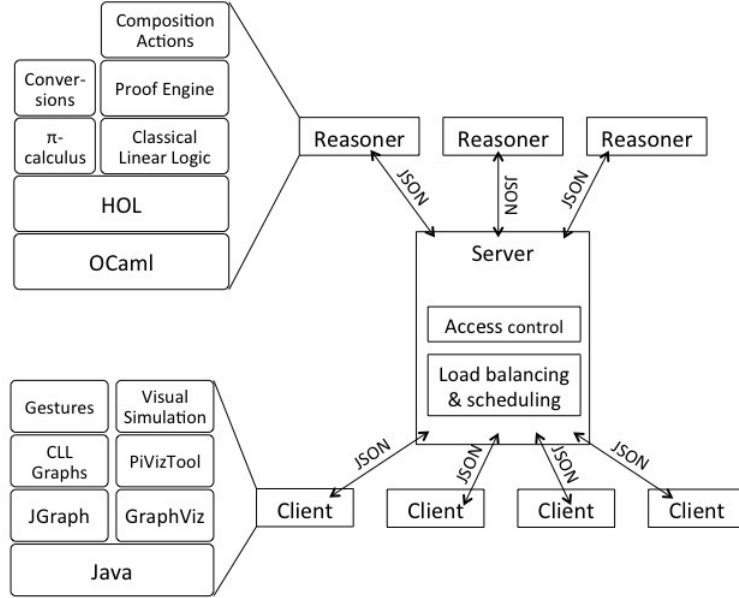 Composition
Actions
Conver-
sions
Proof Engine
π-
calculus
Classical
Linear Logic
HOL
OCaml
Reasoner
Reasoner
Reasoner
JSON
JSON
JSON
Server
Access control
Load balancing
& scheduling
JSON
JSON
JSON
JSON
Client
Client
Client
Client
Gestures
Visual
Simulation
CLL
Graphs
PiVizTool
JGraph
GraphViz
Java